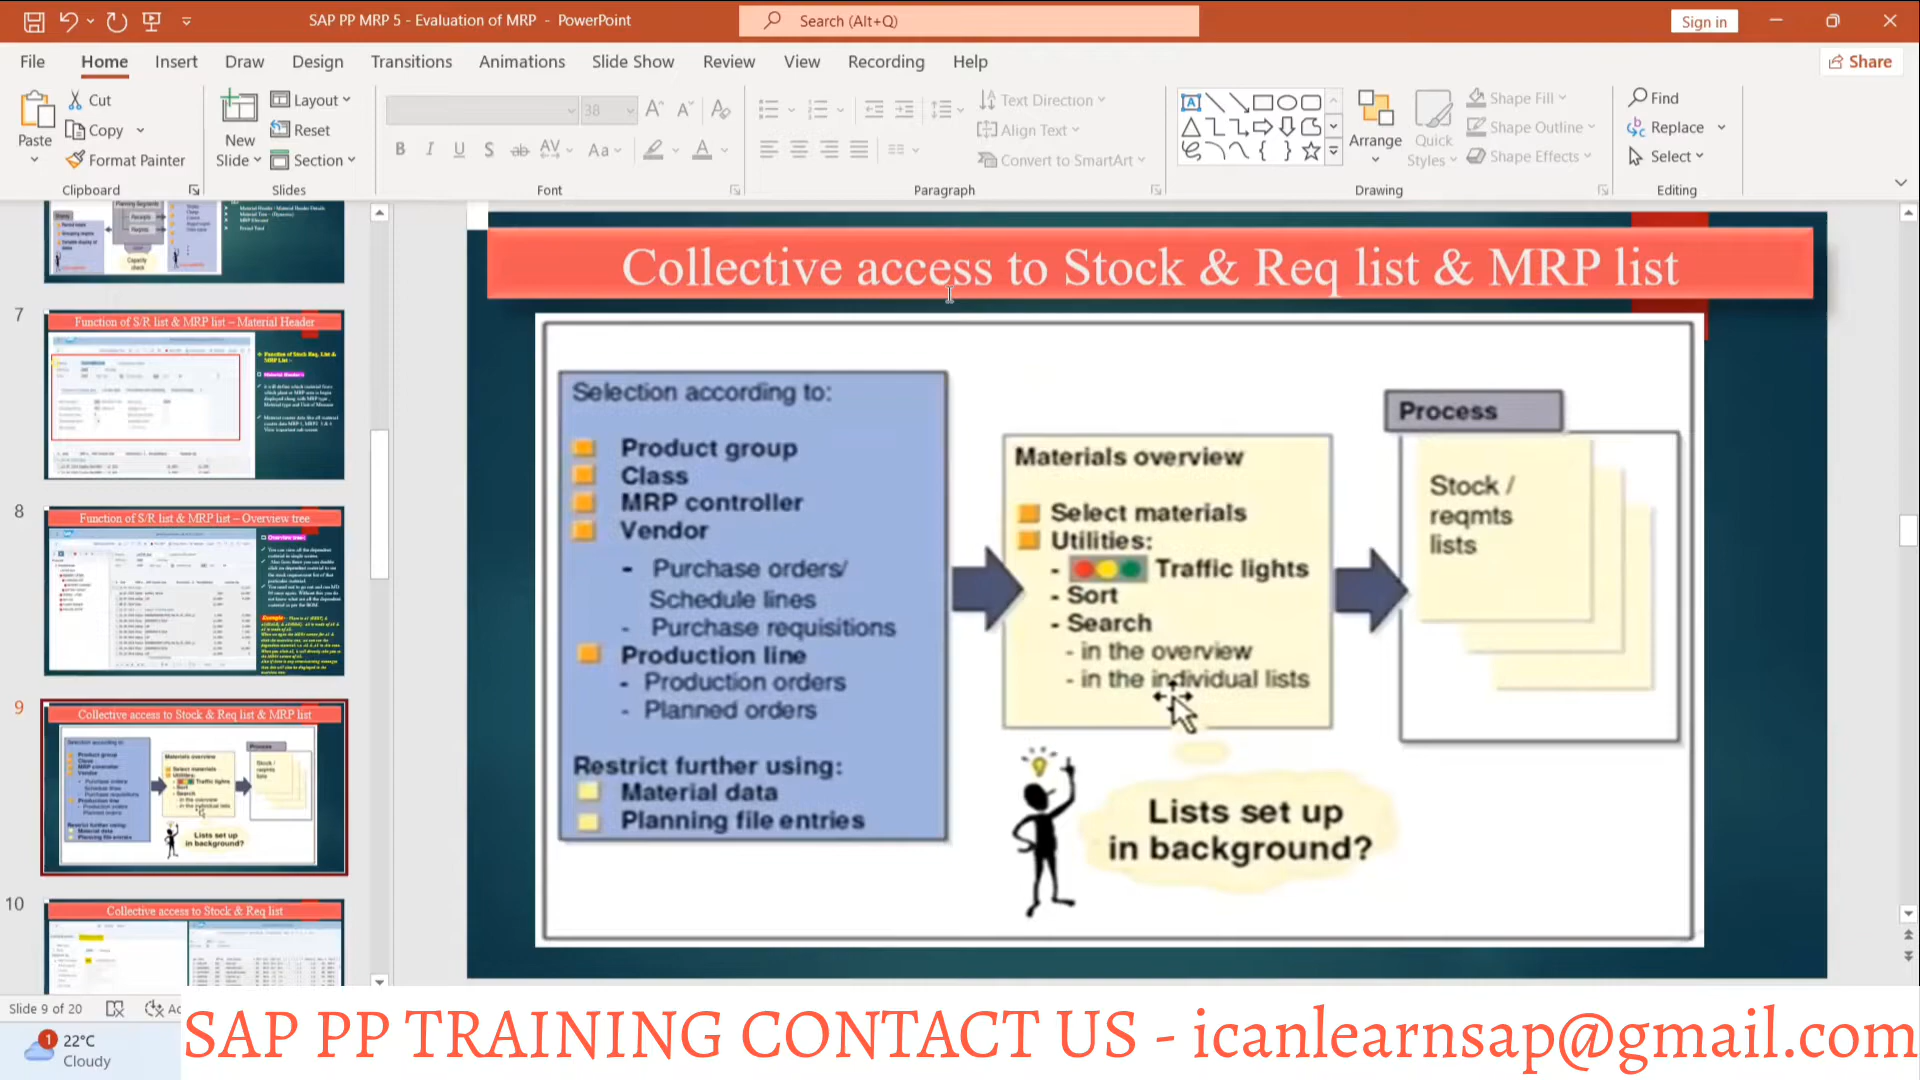 SAP PP MRP 5 - Evaluation of MRP - PowerPoint
Search (Alt+Q)
Sign in
File Home Insert Draw Design Transitions Animations Slide Show Review View Recording Help
Share
Paste
Cut
Copy
Format Painter
Clipboard
New
Slide
Layout
Reset
Section
Slides
38
Font
Text Direction
Align Text
Convert to SmartArt
Paragraph
Arrange
Quick
Styles
Shape Fill
Shape Outline
Shape Effects
Drawing
Find
Replace
Select
Editing
7
Function of S/R list & MRP list – Material Header
8
Function of S/R list & MRP list – Overview tree
9
Collective access to Stock & Req list & MRP list
10
Collective access to Stock & Req list
Collective access to Stock & Req list & MRP list
Selection according to:
Product group
Class
MRP controller
Vendor
- Purchase orders/
Schedule lines
- Purchase requisitions
Production line
- Production orders
- Planned orders
Restrict further using:
Material data
Planning file entries
Materials overview
Select materials
Utilities:
- Traffic lights
- Sort
- Search
- in the overview
- in the individual lists
Process
Stock /
reqmts
lists
Lists set up
in background?
Slide 9 of 20
1
22°C
Cloudy
SAP PP TRAINING CONTACT US - icanlearnsap@gmail.com